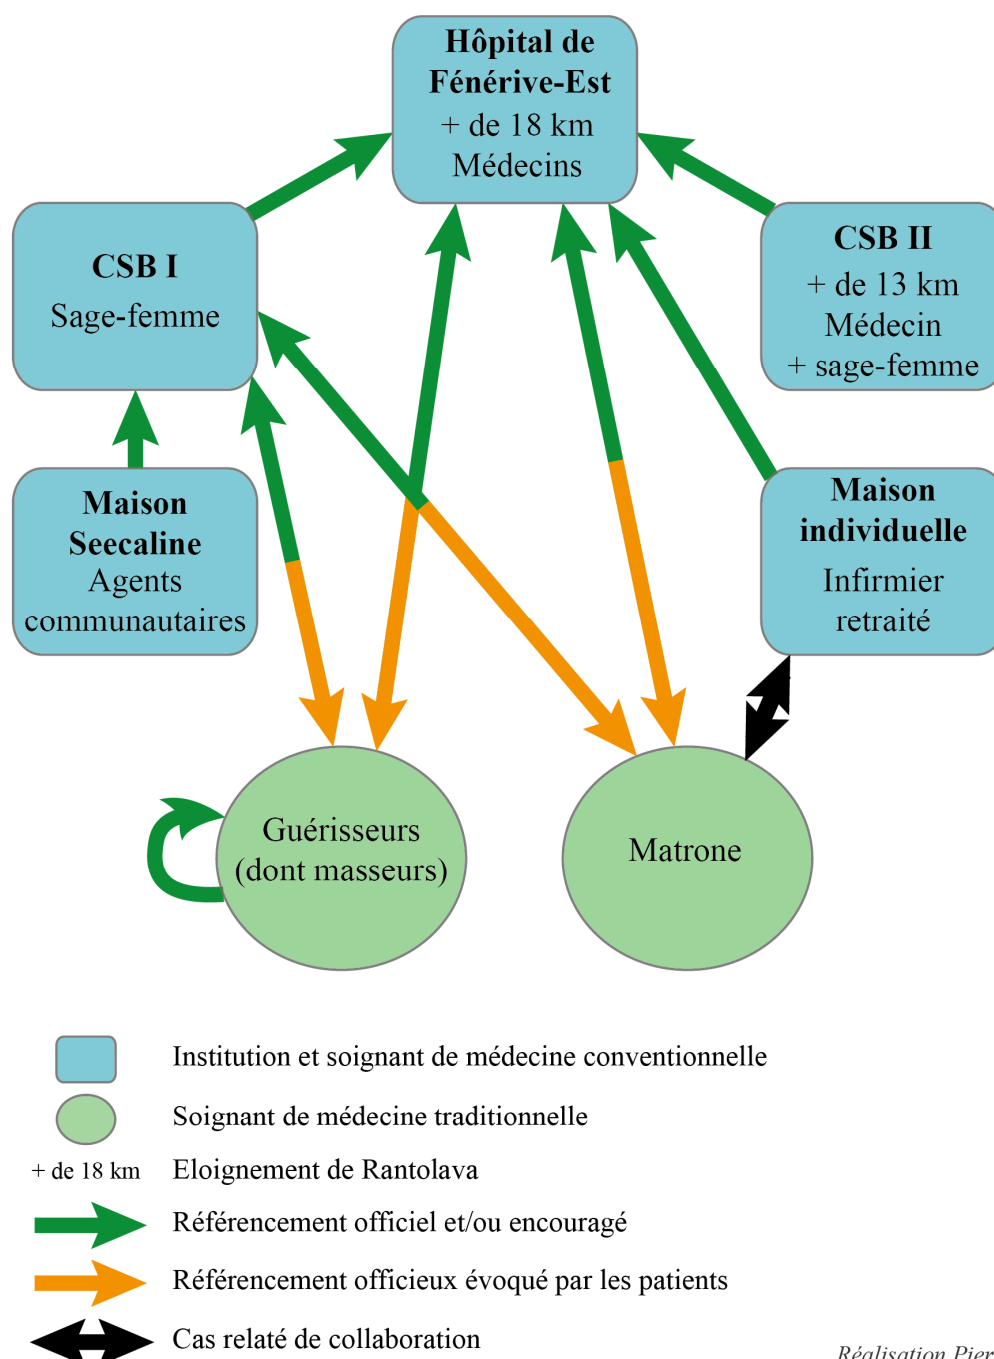 Hôpital de
Fénérive-Est
+ de 18 km
Médecins
CSB I
Sage-femme
CSB II
+ de 13 km
Médecin
+ sage-femme
Maison
Seecaline
Agents
communautaires
Maison
individuelle
Infirmier
retraité
Guérisseurs
(dont masseurs)
Matrone
Institution et soignant de médecine conventionnelle
Soignant de médecine traditionnelle
+ de 18 km Eloignement de Rantolava
Référencement officiel et/ou encouragé
Référencement officieux évoqué par les patients
Cas relaté de collaboration
Réalisation Pier